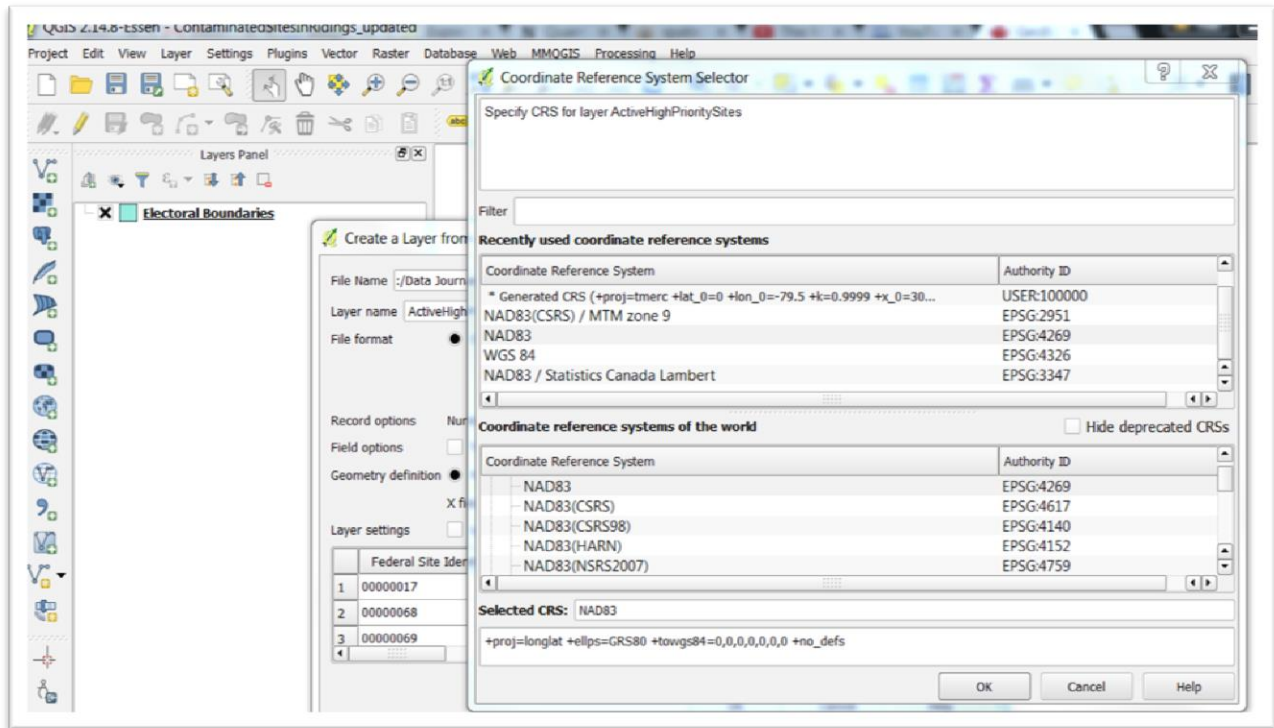 QGIS 2.14.8-Essen - ContaminatedSitesInRidings_updated
Project Edit View Layer Settings Plugins Vector Raster Database Web MMQGIS Processing Help
Coordinate Reference System Selector
Specify CRS for layer ActiveHighPrioritySites
Layers Panel
Electoral Boundaries
Filter
Create a Layer from
Recently used coordinate reference systems
Coordinate Reference System Authority ID
File Name :/Data Journ
* Generated CRS (+proj=tmerc +lat_0=0 +lon_0=-79.5 +k=0.9999 +x_0=30... USER:100000
Layer name ActiveHigh
NAD83(CSRS) / MTM zone 9 EPSG:2951
File format
NAD83 EPSG:4269
WGS 84 EPSG:4326
NAD83 / Statistics Canada Lambert EPSG:3347
Record options Num
Coordinate reference systems of the world Hide deprecated CRSs
Field options
Coordinate Reference System Authority ID
Geometry definition
NAD83 EPSG:4269
X fi
NAD83(CSRS) EPSG:4617
Layer settings
NAD83(CSRS98) EPSG:4140
NAD83(HARN) EPSG:4152
Federal Site Iden
NAD83(NSRS2007) EPSG:4759
1 00000017
2 00000068
Selected CRS: NAD83
3 00000069
+proj=longlat +ellps=GRS80 +towgs84=0,0,0,0,0,0,0 +no_defs
OK Cancel Help